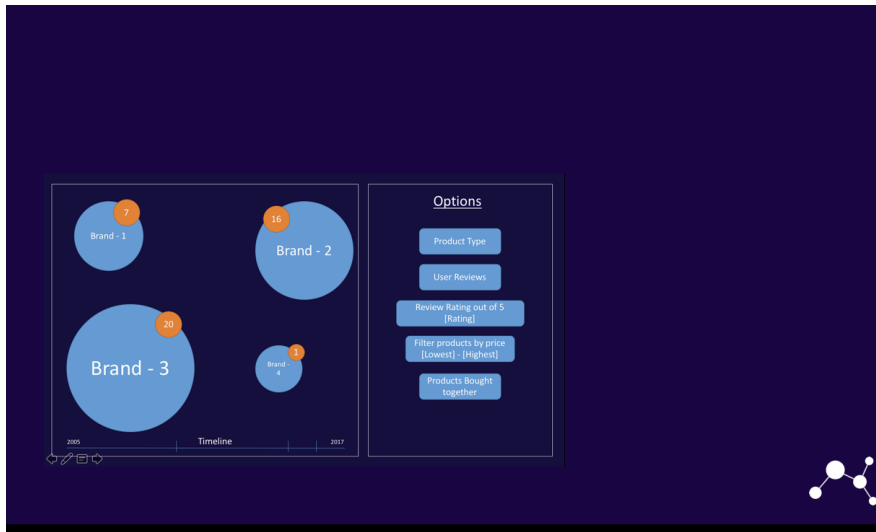 7
Brand - 1
16
Brand - 2
20
Brand - 3
1
Brand -
4
2005
Timeline
2017
Options
Product Type
User Reviews
Review Rating out of 5
[Rating]
Filter products by price
[Lowest] - [Highest]
Products Bought
together